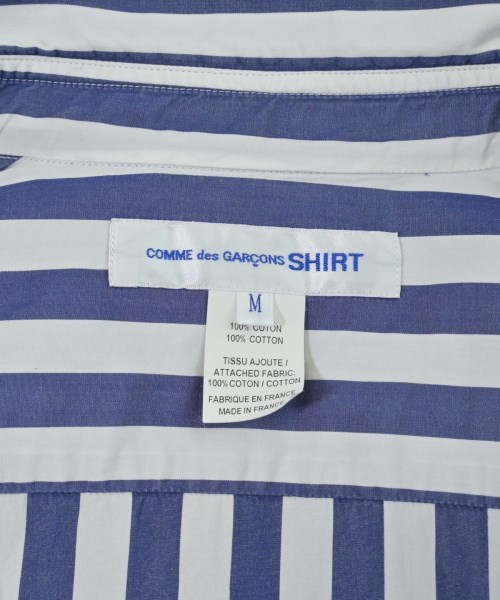 COMME des GARÇONS SHIRT
M
100% COTON
100% COTTON
TISSU AJOUTE /
ATTACHED FABRIC:
100% COTON / COTTON
FABRIQUE EN FRANCE
MADE IN FRANCE